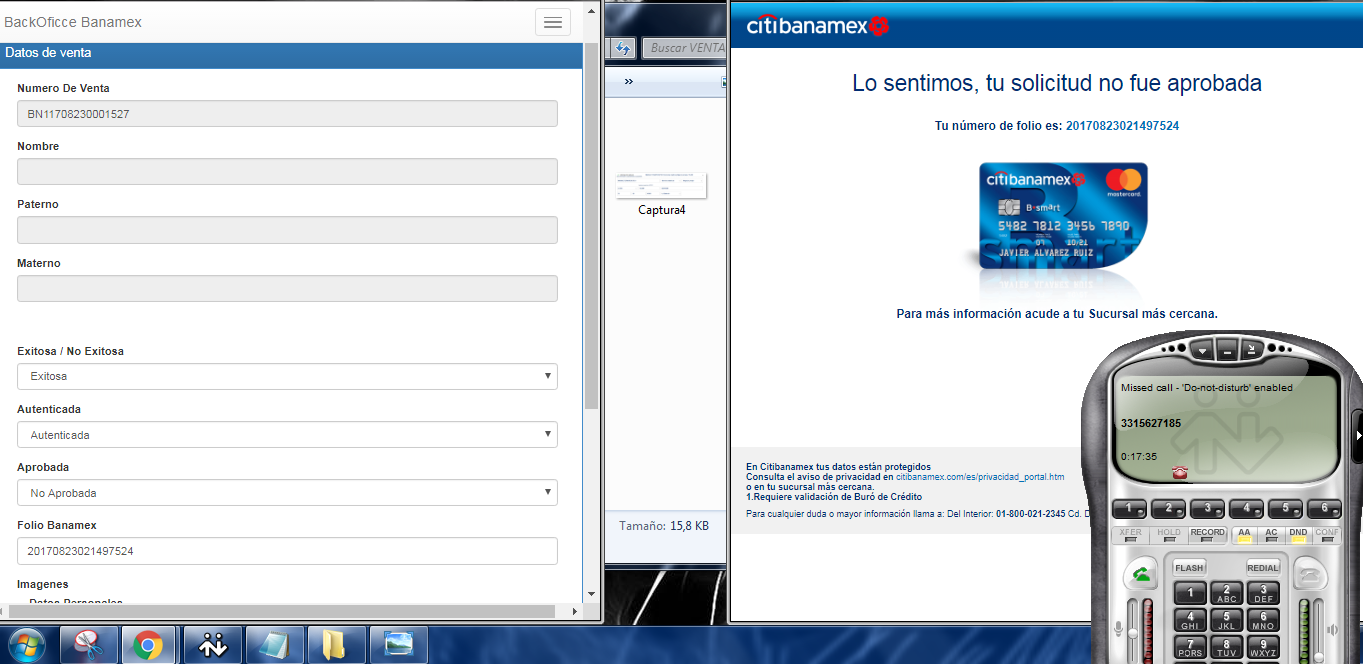 BackOficce Banamex
Datos de venta
Numero De Venta
BN11708230001527
Nombre
Paterno
Materno
Exitosa / No Exitosa
Exitosa
Autenticada
Autenticada
Aprobada
No Aprobada
Folio Banamex
20170823021497524
Imagenes
Datos Personales
Buscar VENTA
»
Captura4
Tamaño: 15,8 KB
citibanamex
Lo sentimos, tu solicitud no fue aprobada
Tu número de folio es: 20170823021497524
citibanamex
mastercard.
B•smart
5482 7812 3456 7890
07 10/21
JAVIER ALVAREZ RUIZ
smart
Para más información acude a tu Sucursal más cercana.
En Citibanamex tus datos están protegidos
Consulta el aviso de privacidad en citibanamex.com/es/privacidad_portal.htm
o en tu sucursal más cercana.
1.Requiere validación de Buró de Crédito
Para cualquier duda o mayor información llama a: Del Interior: 01-800-021-2345 Cd. D
Missed call - 'Do-not-disturb' enabled
3315627185
0:17:35
1 2 3 4 5 6
XFER HOLD RECORD AA AC DND CONF
FLASH REDIAL
1 2 ABC 3 DEF
4 GHI 5 JKL 6 MNO
7 PQRS 8 TUV 9 WXYZ